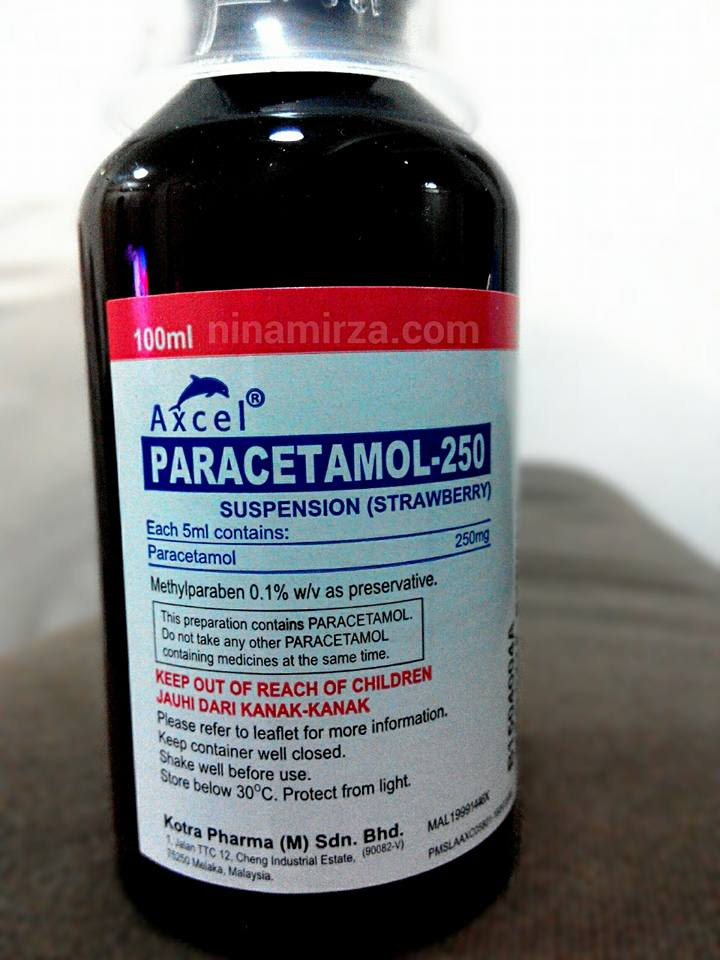 100ml ninamirza.com
Axcel®
PARACETAMOL-250
SUSPENSION (STRAWBERRY)
Each 5ml contains:
Paracetamol 250mg
Methylparaben 0.1% w/v as preservative.
This preparation contains PARACETAMOL.
Do not take any other PARACETAMOL
containing medicines at the same time.
KEEP OUT OF REACH OF CHILDREN
JAUHI DARI KANAK-KANAK
Please refer to leaflet for more information.
Keep container well closed.
Shake well before use.
Store below 30°C. Protect from light.
Kotra Pharma (M) Sdn. Bhd.
1, Jalan TTC 12, Cheng Industrial Estate, (90082-V)
75250 Melaka, Malaysia.